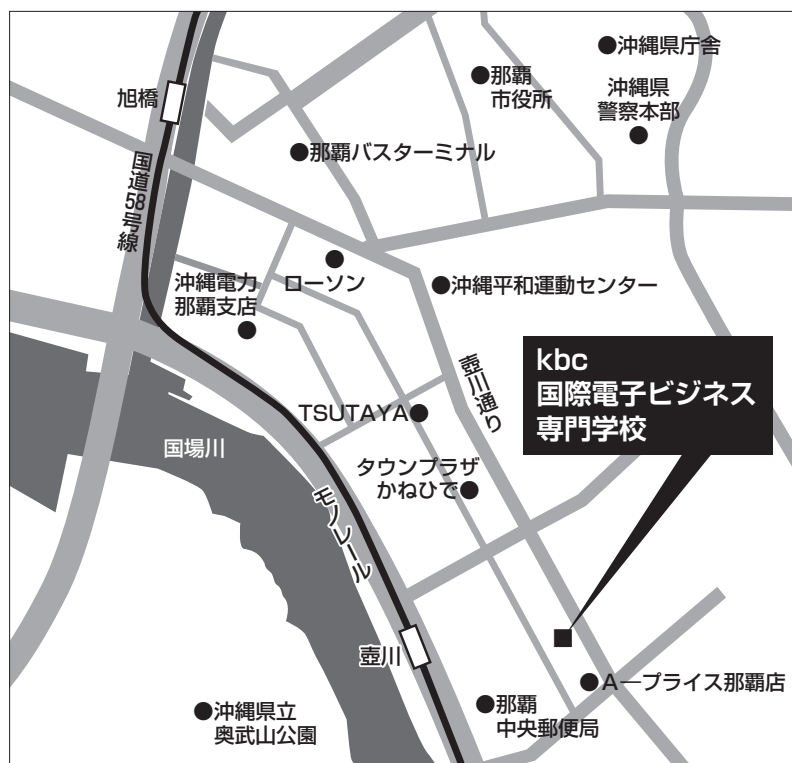 沖縄県庁舎
那覇
市役所
沖縄県
警察本部
旭橋
那覇バスターミナル
国道58号線
沖縄電力
那覇支店
ローソン
沖縄平和運動センター
壺川通り
kbc
国際電子ビジネス
専門学校
TSUTAYA
国場川
タウンプラザ
かねひで
モノレール
壺川
A―プライス那覇店
那覇
中央郵便局
沖縄県立
奥武山公園